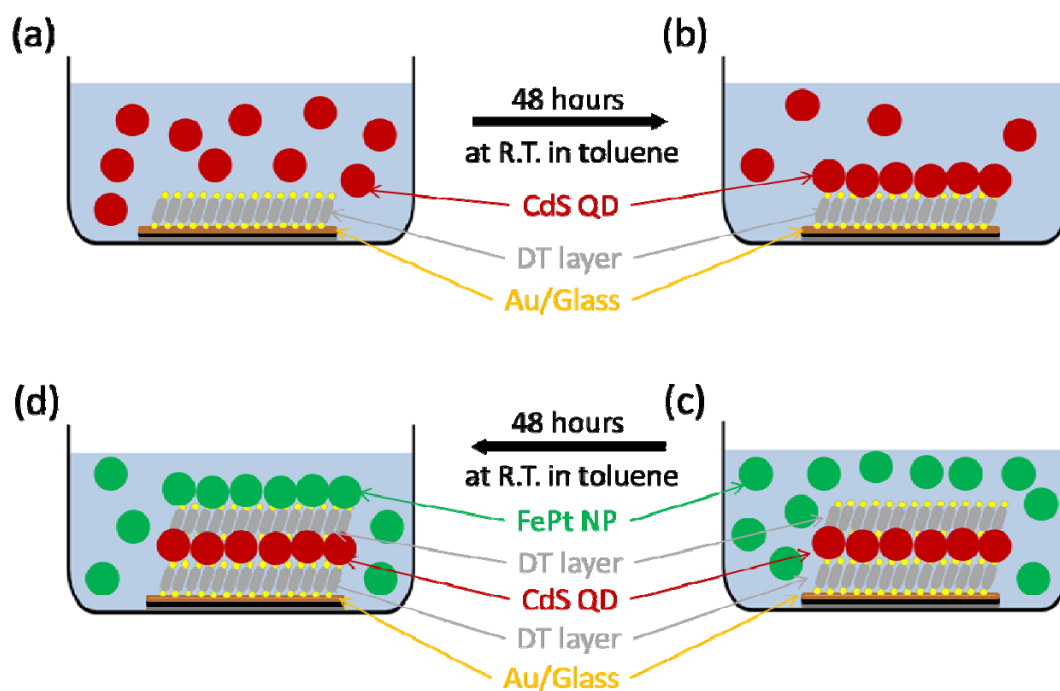 (a)
(b)
48 hours
at R.T. in toluene
CdS QD
DT layer
Au/Glass
(d)
(c)
48 hours
at R.T. in toluene
FePt NP
DT layer
CdS QD
DT layer
Au/Glass